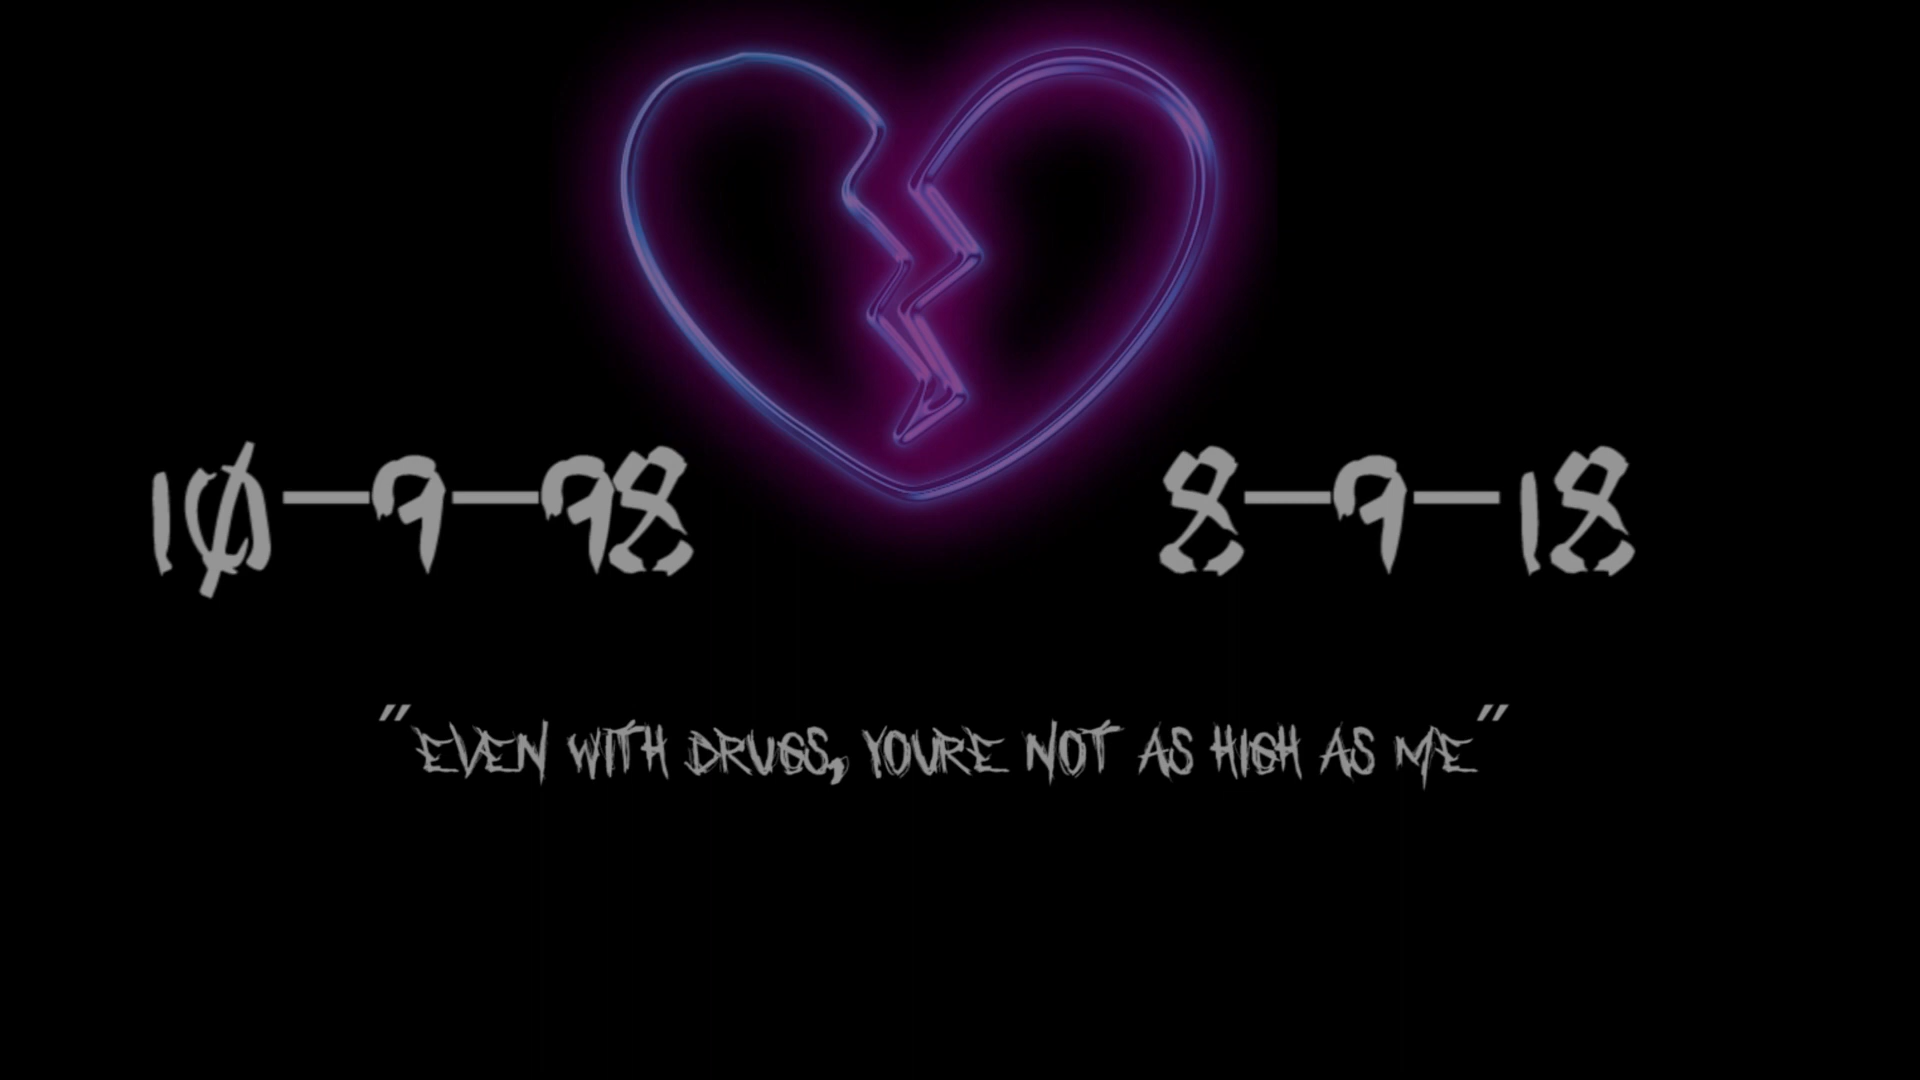 10-9-98 8-9-18
"EVEN WITH DRUGS, YOURE NOT AS HIGH AS ME"